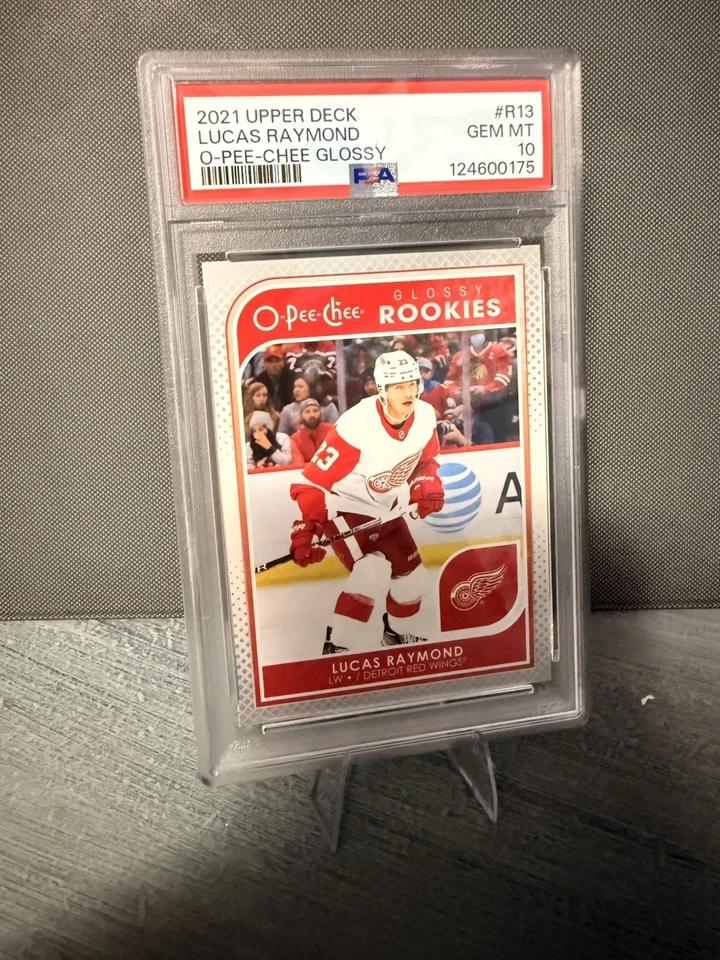 2021 UPPER DECK #R13
LUCAS RAYMOND GEM MT
O-PEE-CHEE GLOSSY 10
PSA 124600175
O-Pee-Chee® GLOSSY
ROOKIES
23
23
A
LUCAS RAYMOND
LW • / DETROIT RED WINGS®